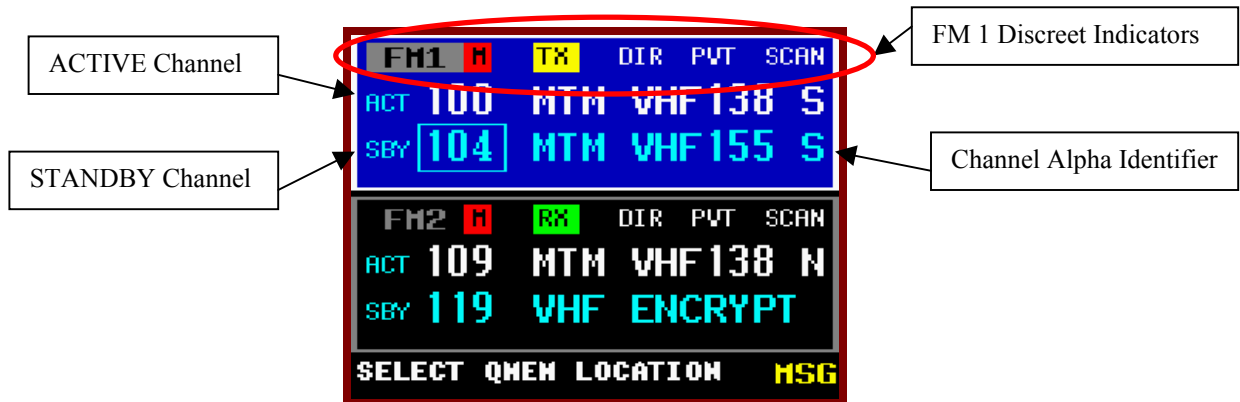 ACTIVE Channel
STANDBY Channel
FM 1 Discreet Indicators
Channel Alpha Identifier
FM1 M TX DIR PVT SCAN
ACT 100 MTM VHF138 S
SBY 104 MTM VHF155 S
FM2 M RX DIR PVT SCAN
ACT 109 MTM VHF138 N
SBY 119 VHF ENCRYPT
SELECT QMEM LOCATION MSG